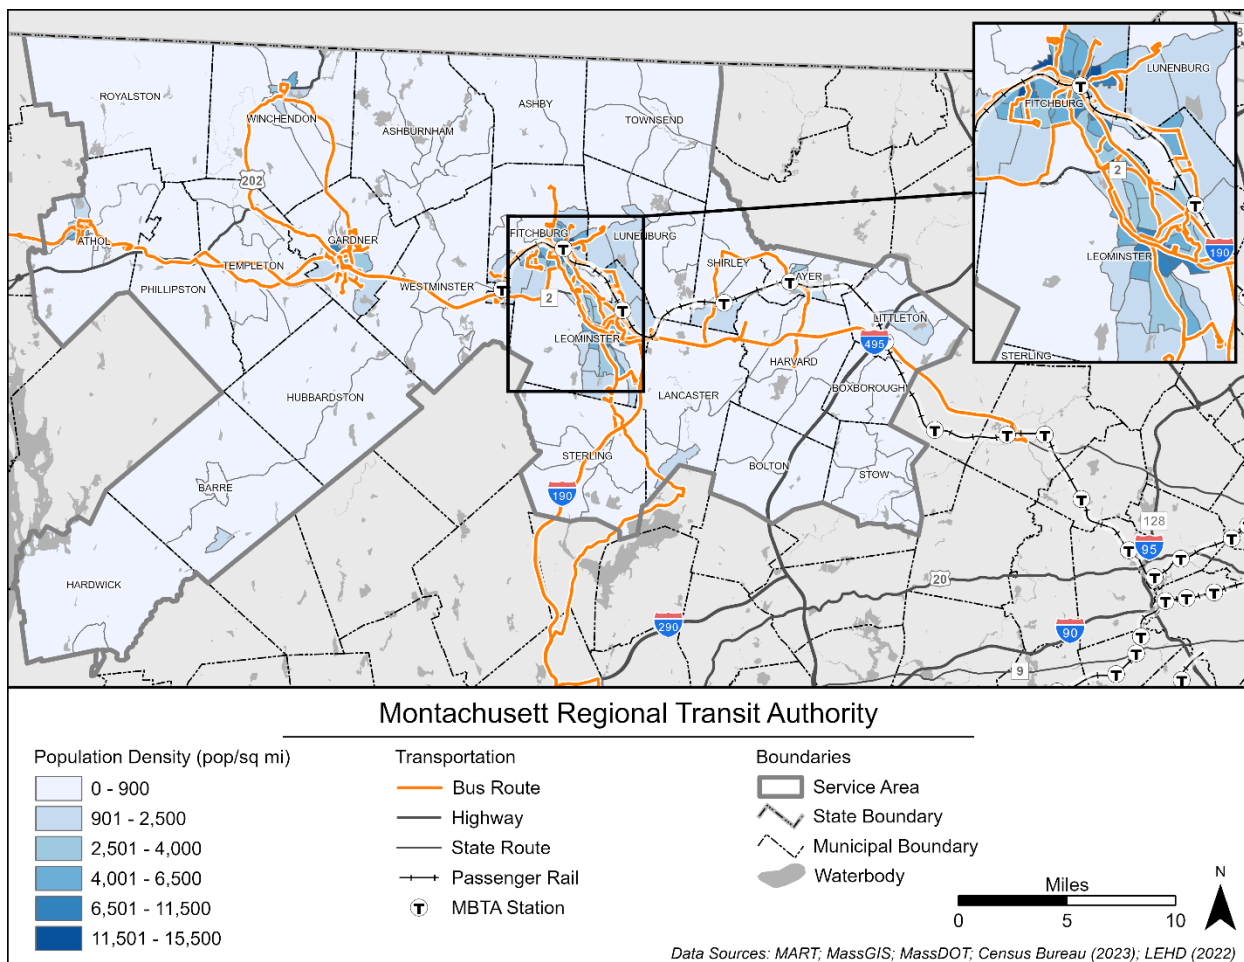 ROYALSTON
WINCHENDON
ASHBURNHAM
ASHBY
TOWNSEND
LUNENBURG
FITCHBURG
2
LEOMINSTER
190
STERLING
202
ATHOL
PHILLIPSTON
TEMPLETON
GARDNER
WESTMINSTER
FITCHBURG
T
LUNENBURG
SHIRLEY
AYER
LITTLETON
2
LEOMINSTER
HARVARD
495
BOXBOROUGH
HUBBARDSTON
LANCASTER
BARRE
STERLING
190
BOLTON
STOW
HARDWICK
128
95
20
290
90
9
Montachusett Regional Transit Authority
Population Density (pop/sq mi)
0 - 900
901 - 2,500
2,501 - 4,000
4,001 - 6,500
6,501 - 11,500
11,501 - 15,500
Transportation
Bus Route
Highway
State Route
Passenger Rail
T MBTA Station
Boundaries
Service Area
State Boundary
Municipal Boundary
Waterbody
Miles
0 5 10
N
Data Sources: MART; MassGIS; MassDOT; Census Bureau (2023); LEHD (2022)